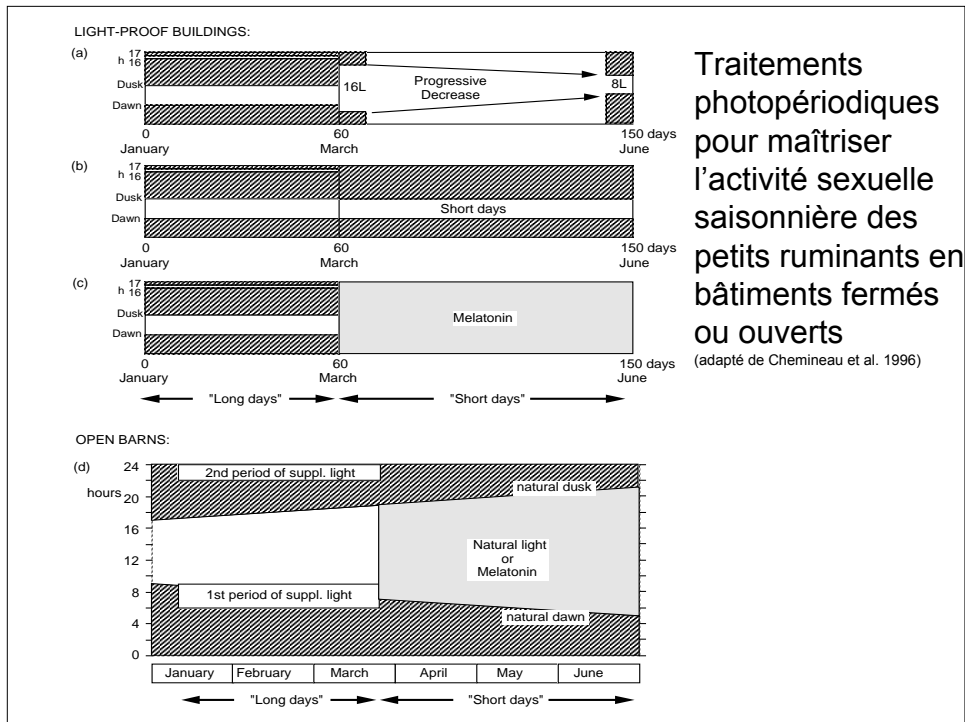 LIGHT-PROOF BUILDINGS:
(a)
17
h 16
Dusk
Dawn
16L
Progressive
Decrease
8L
0
60
150 days
January
March
June
(b)
17
h 16
Dusk
Dawn
Short days
0
60
150 days
January
March
June
(c)
17
h 16
Dusk
Dawn
Melatonin
0
60
150 days
January
March
June
"Long days"
"Short days"
OPEN BARNS:
(d)
24
hours
20
16
12
8
4
0
2nd period of suppl. light
natural dusk
Natural light
or
Melatonin
1st period of suppl. light
natural dawn
January
February
March
April
May
June
"Long days"
"Short days"
Traitements
photopériodiques
pour maîtriser
l’activité sexuelle
saisonnière des
petits ruminants en
bâtiments fermés
ou ouverts
(adapté de Chemineau et al. 1996)